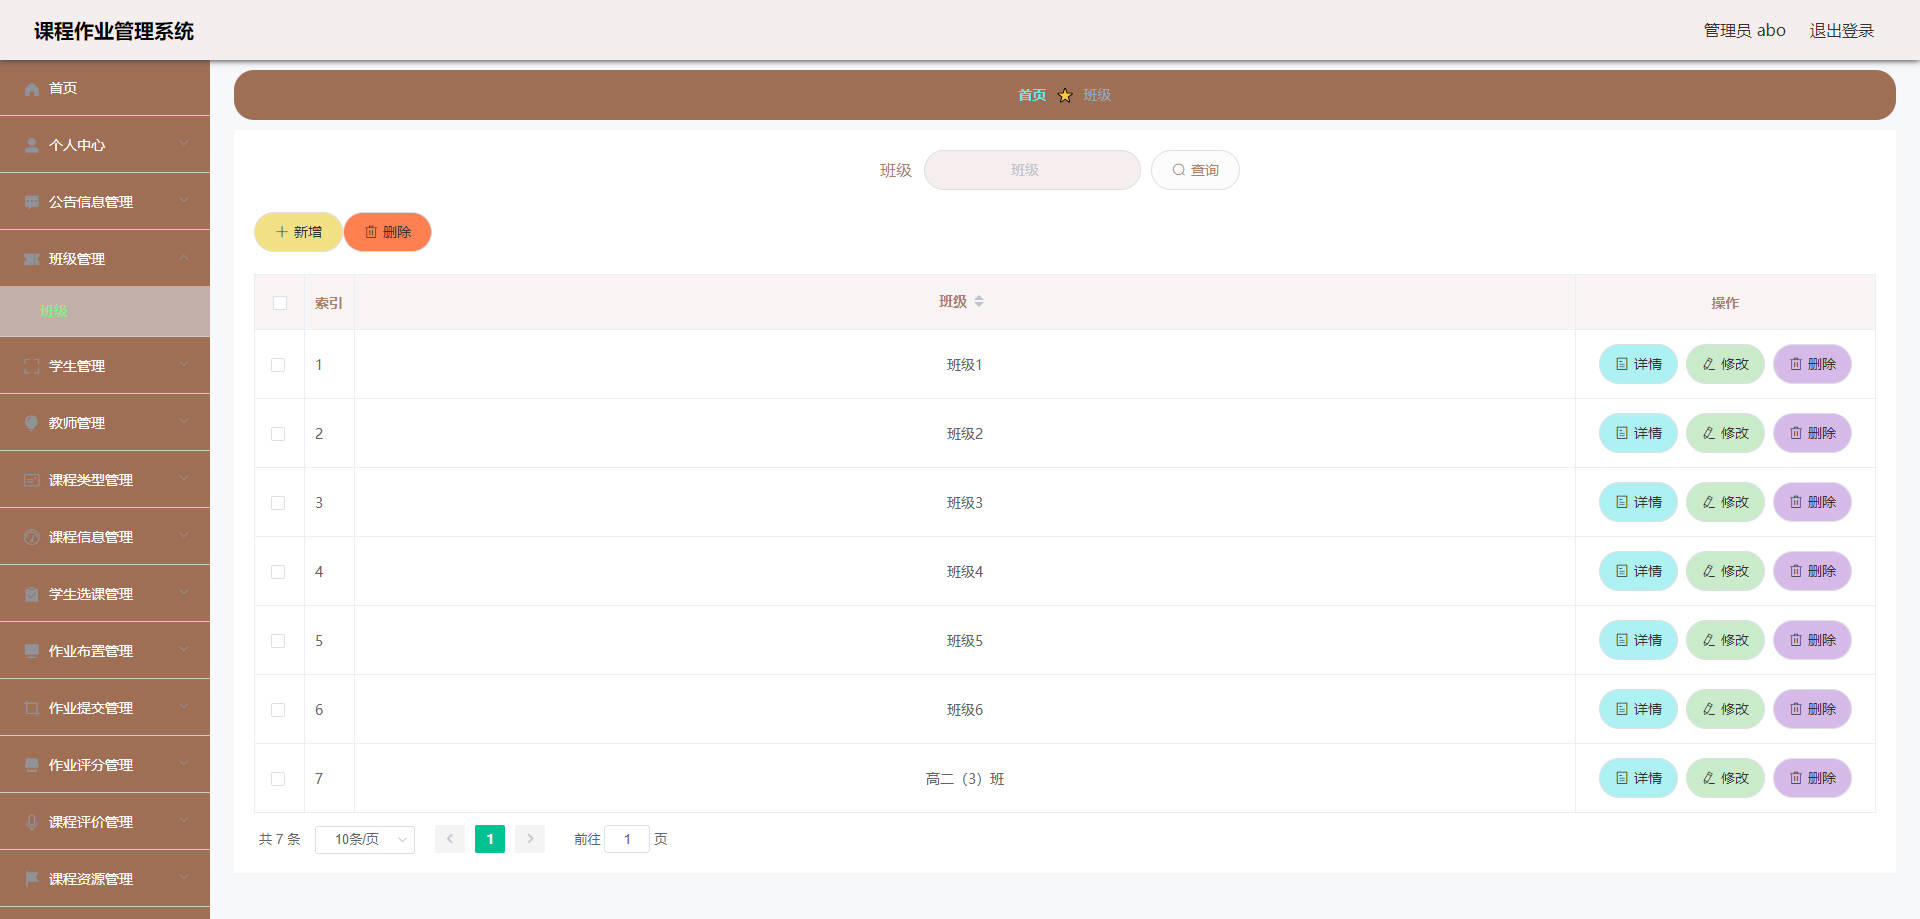 课程作业管理系统
管理员 abo
退出登录
首页
个人中心
公告信息管理
班级管理
班级
学生管理
教师管理
课程类型管理
课程信息管理
学生选课管理
作业布置管理
作业提交管理
作业评分管理
课程评价管理
课程资源管理
首页 班级
班级 班级 查询
新增 删除
索引 班级 操作
1 班级1 详情 修改 删除
2 班级2 详情 修改 删除
3 班级3 详情 修改 删除
4 班级4 详情 修改 删除
5 班级5 详情 修改 删除
6 班级6 详情 修改 删除
7 高二（3）班 详情 修改 删除
共 7 条 10条/页 1 前往 1 页